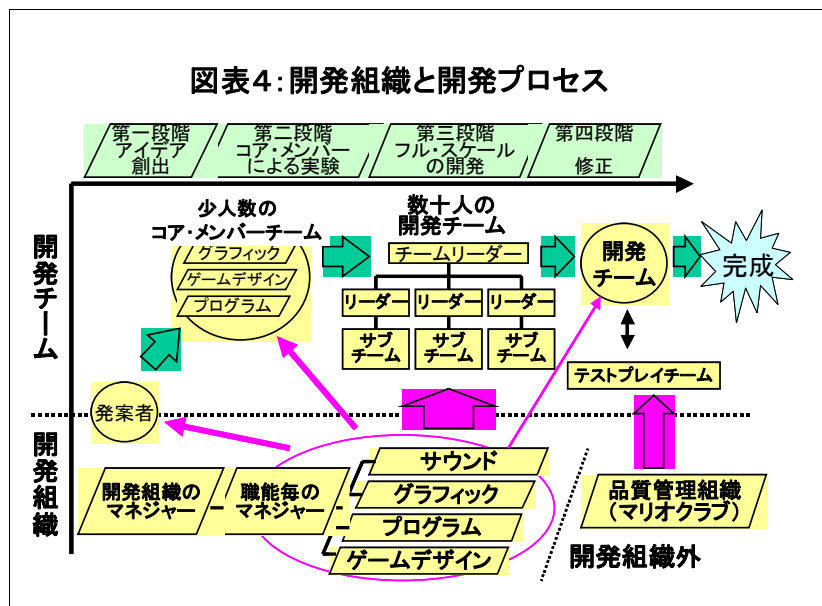 図表４：開発組織と開発プロセス
第一段階
アイデア
創出
第二段階
コア・メンバー
による実験
第三段階
フル・スケール
の開発
第四段階
修正
開発チーム
少人数の
コア・メンバーチーム
グラフィック
ゲームデザイン
プログラム
数十人の
開発チーム
チームリーダー
リーダー
リーダー
リーダー
サブ
チーム
サブ
チーム
サブ
チーム
開発
チーム
完成
テストプレイチーム
発案者
開発組織
開発組織の
マネジャー
職能毎の
マネジャー
サウンド
グラフィック
プログラム
ゲームデザイン
品質管理組織
（マリオクラブ）
開発組織外